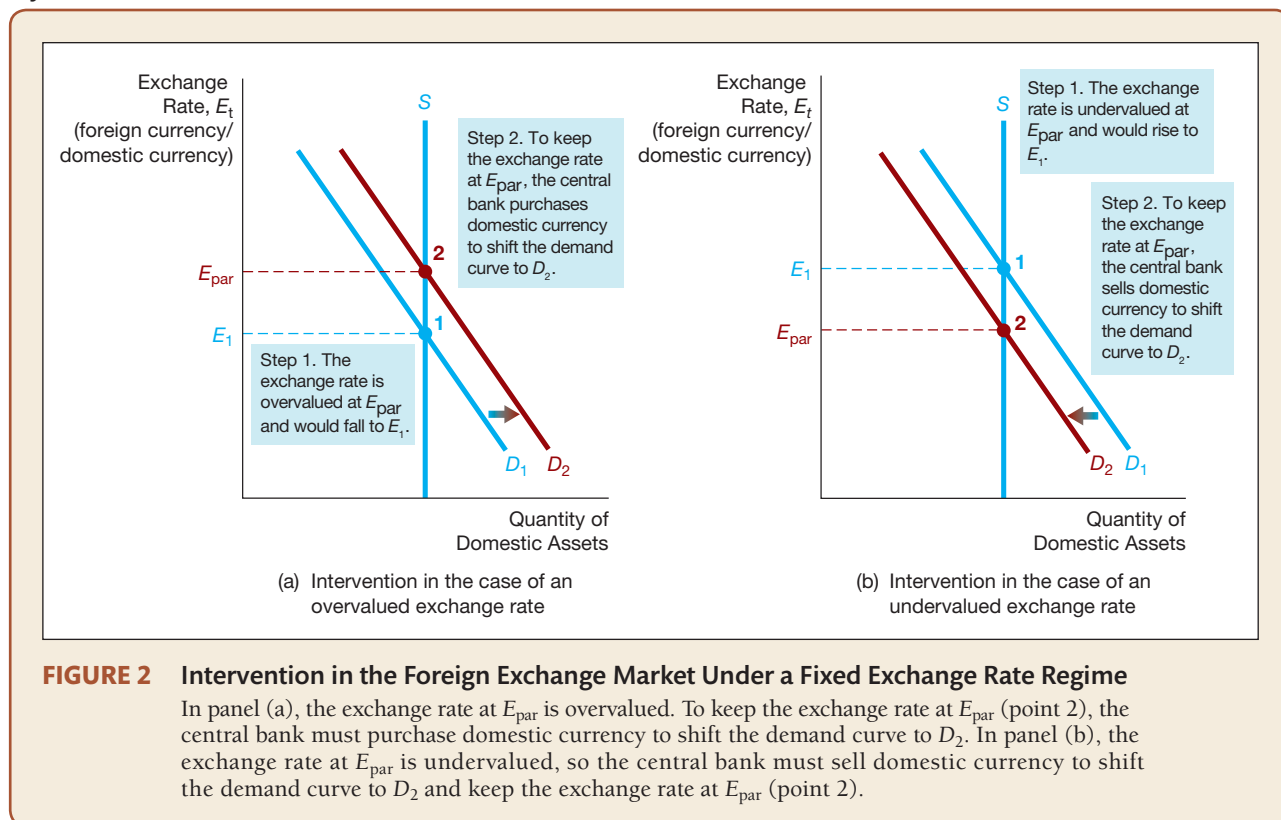 Exchange
Rate, Et
(foreign currency/
domestic currency)
S
Step 2. To keep
the exchange rate
at Epar, the central
bank purchases
domestic currency
to shift the demand
curve to D2.
2
Epar
1
E1
Step 1. The
exchange rate is
overvalued at Epar
and would fall to E1.
D1
D2
Quantity of
Domestic Assets
(a) Intervention in the case of an
overvalued exchange rate
Exchange
Rate, Et
(foreign currency/
domestic currency)
S
Step 1. The exchange
rate is undervalued at
Epar and would rise to
E1.
Step 2. To keep
the exchange
rate at Epar,
the central bank
sells domestic
currency to shift
the demand
curve to D2.
E1
1
Epar
2
D2
D1
Quantity of
Domestic Assets
(b) Intervention in the case of an
undervalued exchange rate
FIGURE 2 Intervention in the Foreign Exchange Market Under a Fixed Exchange Rate Regime
In panel (a), the exchange rate at Epar is overvalued. To keep the exchange rate at Epar (point 2), the
central bank must purchase domestic currency to shift the demand curve to D2. In panel (b), the
exchange rate at Epar is undervalued, so the central bank must sell domestic currency to shift
the demand curve to D2 and keep the exchange rate at Epar (point 2).